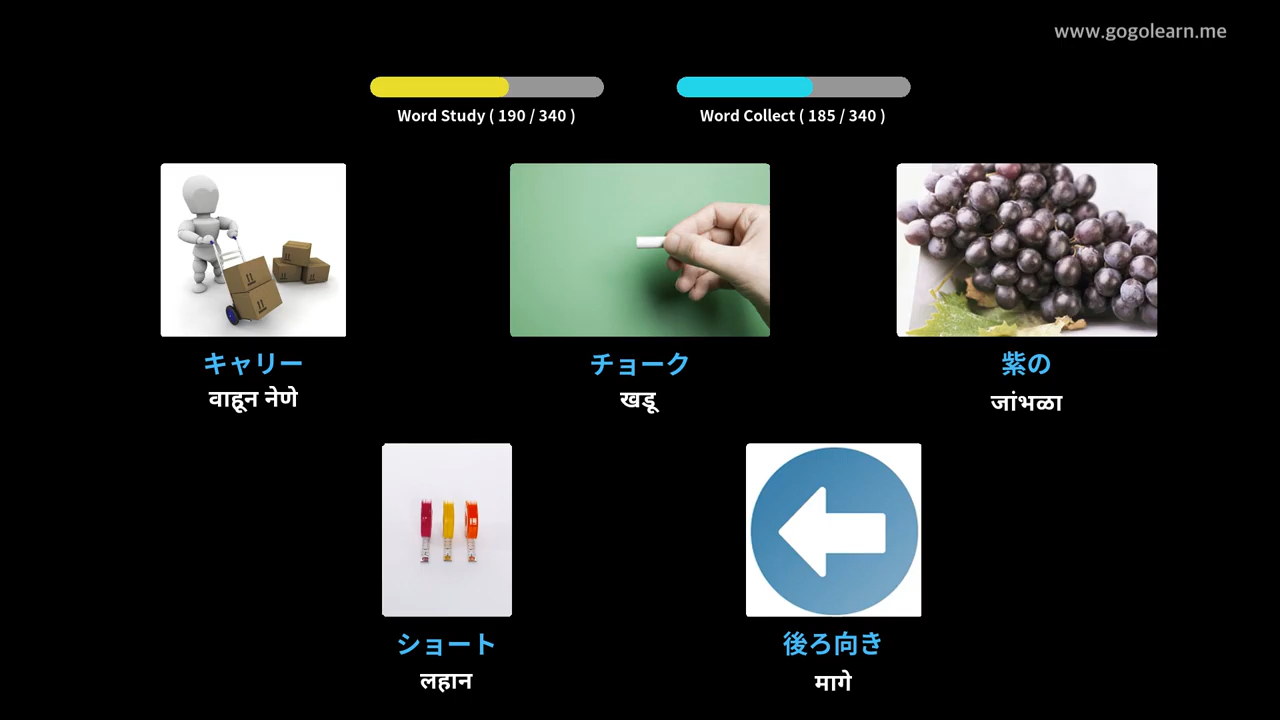 www.gogolearn.me
Word Study ( 190 / 340 )
Word Collect ( 185 / 340 )
キャリー
वाहून नेणे
チョーク
खडू
紫の
जांभळा
ショート
लहान
後ろ向き
मागे